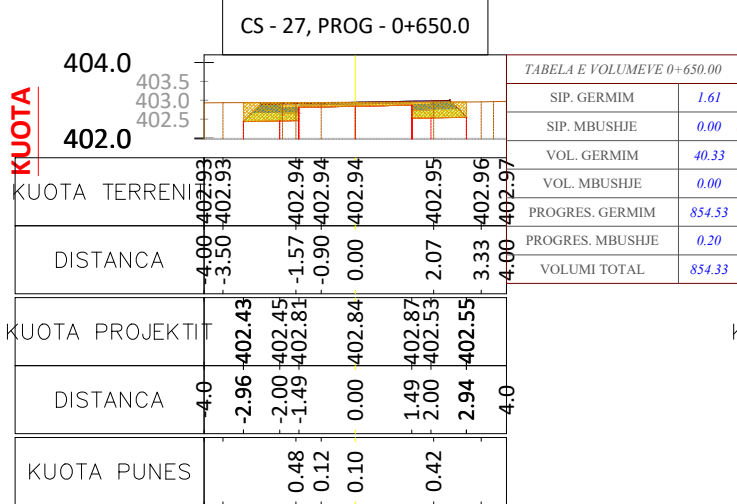 CS - 27, PROG - 0+650.0
KUOTA
404.0
403.5
403.0
402.5
402.0
TABELA E VOLUMEVE 0+650.00
SIP. GERMIM 1.61
SIP. MBUSHJE 0.00
VOL. GERMIM 40.33
VOL. MBUSHJE 0.00
PROGRES. GERMIM 854.53
PROGRES. MBUSHJE 0.20
VOLUMI TOTAL 854.33
KUOTA TERRENIT 402.93 402.93 402.94 402.94 402.94 402.95 402.96 402.97
DISTANCA -4.00 -3.50 -1.57 -0.90 0.00 2.07 3.33 4.00
KUOTA PROJEKTIT 402.43 402.45 402.81 402.84 402.87 402.53 402.55
DISTANCA -4.0 -2.96 -2.00 -1.49 0.00 1.49 2.00 2.94 4.0
KUOTA PUNES 0.48 0.12 0.10 0.42